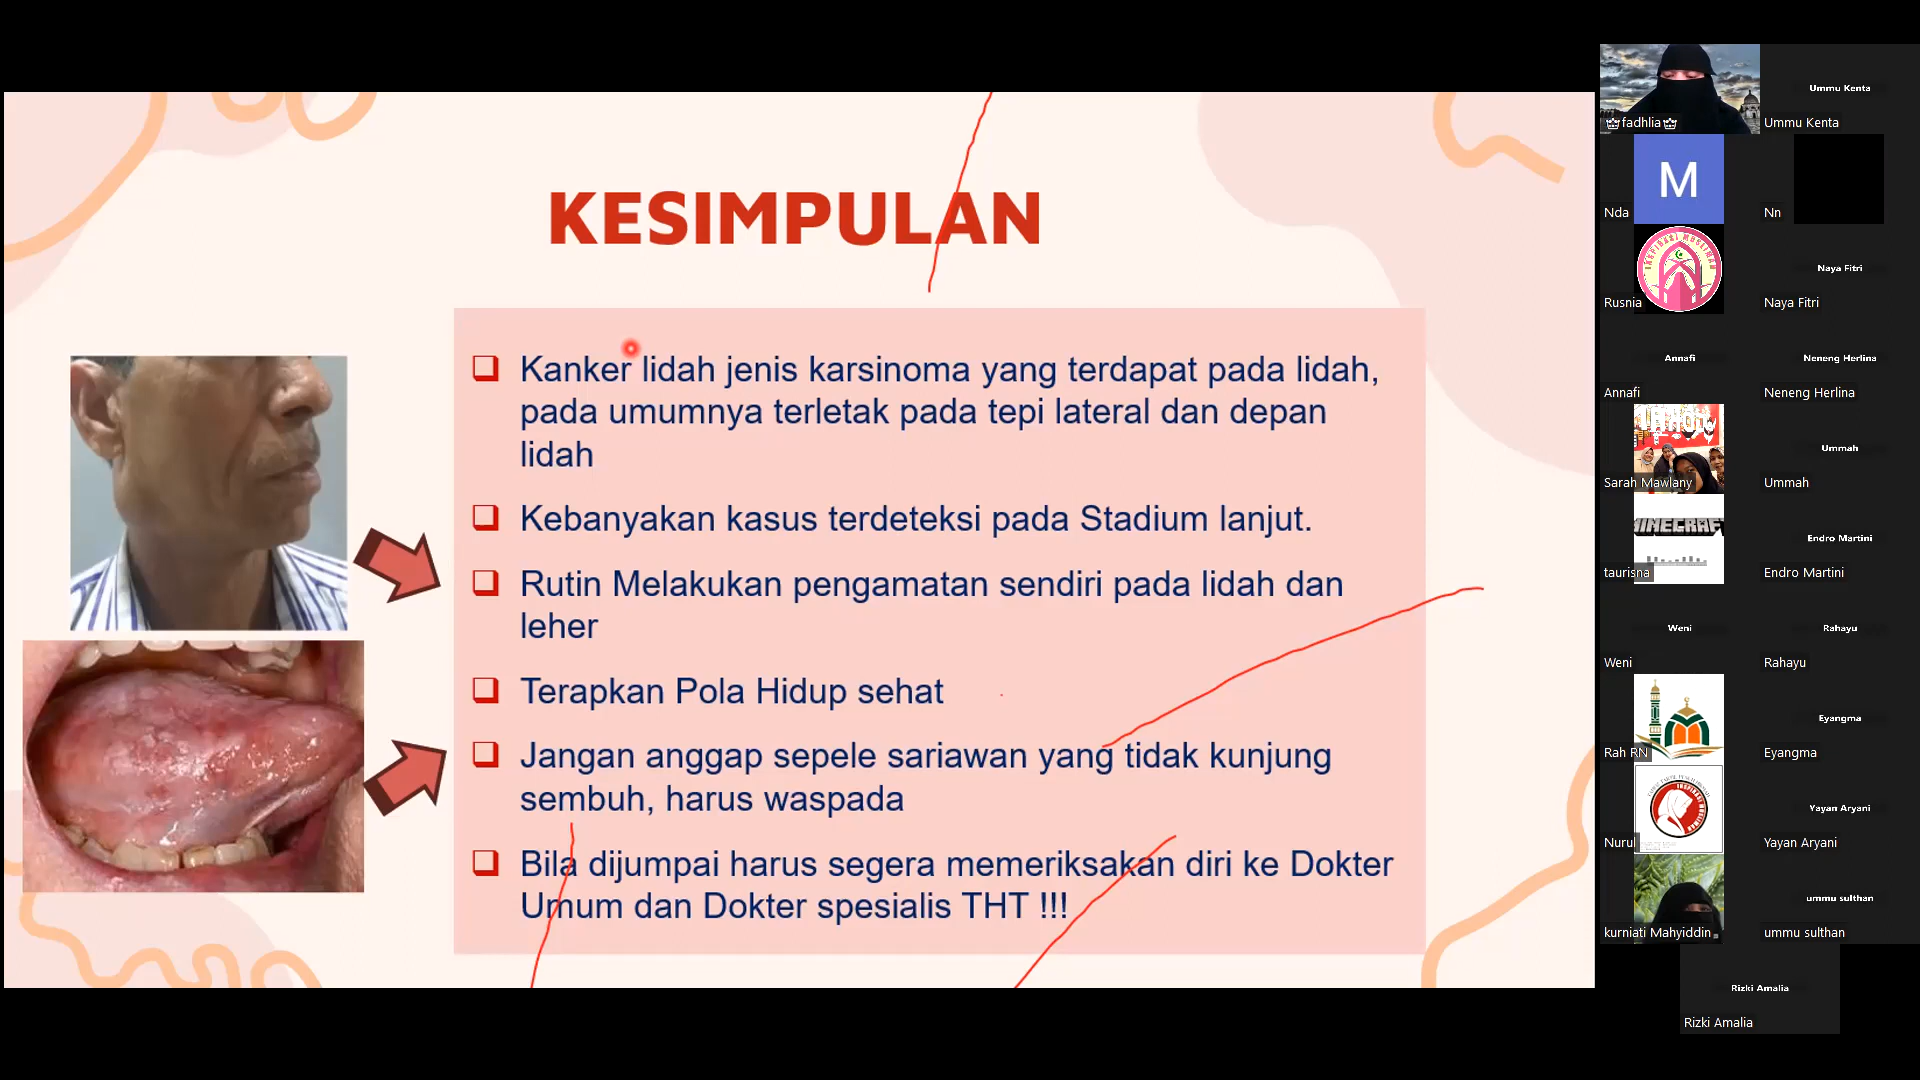 KESIMPULAN
Kanker lidah jenis karsinoma yang terdapat pada lidah,
pada umumnya terletak pada tepi lateral dan depan
lidah
Kebanyakan kasus terdeteksi pada Stadium lanjut.
Rutin Melakukan pengamatan sendiri pada lidah dan
leher
Terapkan Pola Hidup sehat
Jangan anggap sepele sariawan yang tidak kunjung
sembuh, harus waspada
Bila dijumpai harus segera memeriksakan diri ke Dokter
Umum dan Dokter spesialis THT !!!
fadhlia
Ummu Kenta
Ummu Kenta
M
Nda
Nn
INSPIRASI MUSLIMAH
Rusnia
Naya Fitri
Naya Fitri
Annafi
Annafi
Neneng Herlina
Neneng Herlina
Sarah Mawlany
Ummah
Ummah
MINECRAFT
taurisna
Endro Martini
Endro Martini
Weni
Weni
Rahayu
Rahayu
Rah RN
Eyangma
Eyangma
INSPIRASI MUSLIMAH
Nurul
Yayan Aryani
Yayan Aryani
kurniati Mahyiddin
ummu sulthan
ummu sulthan
Rizki Amalia
Rizki Amalia